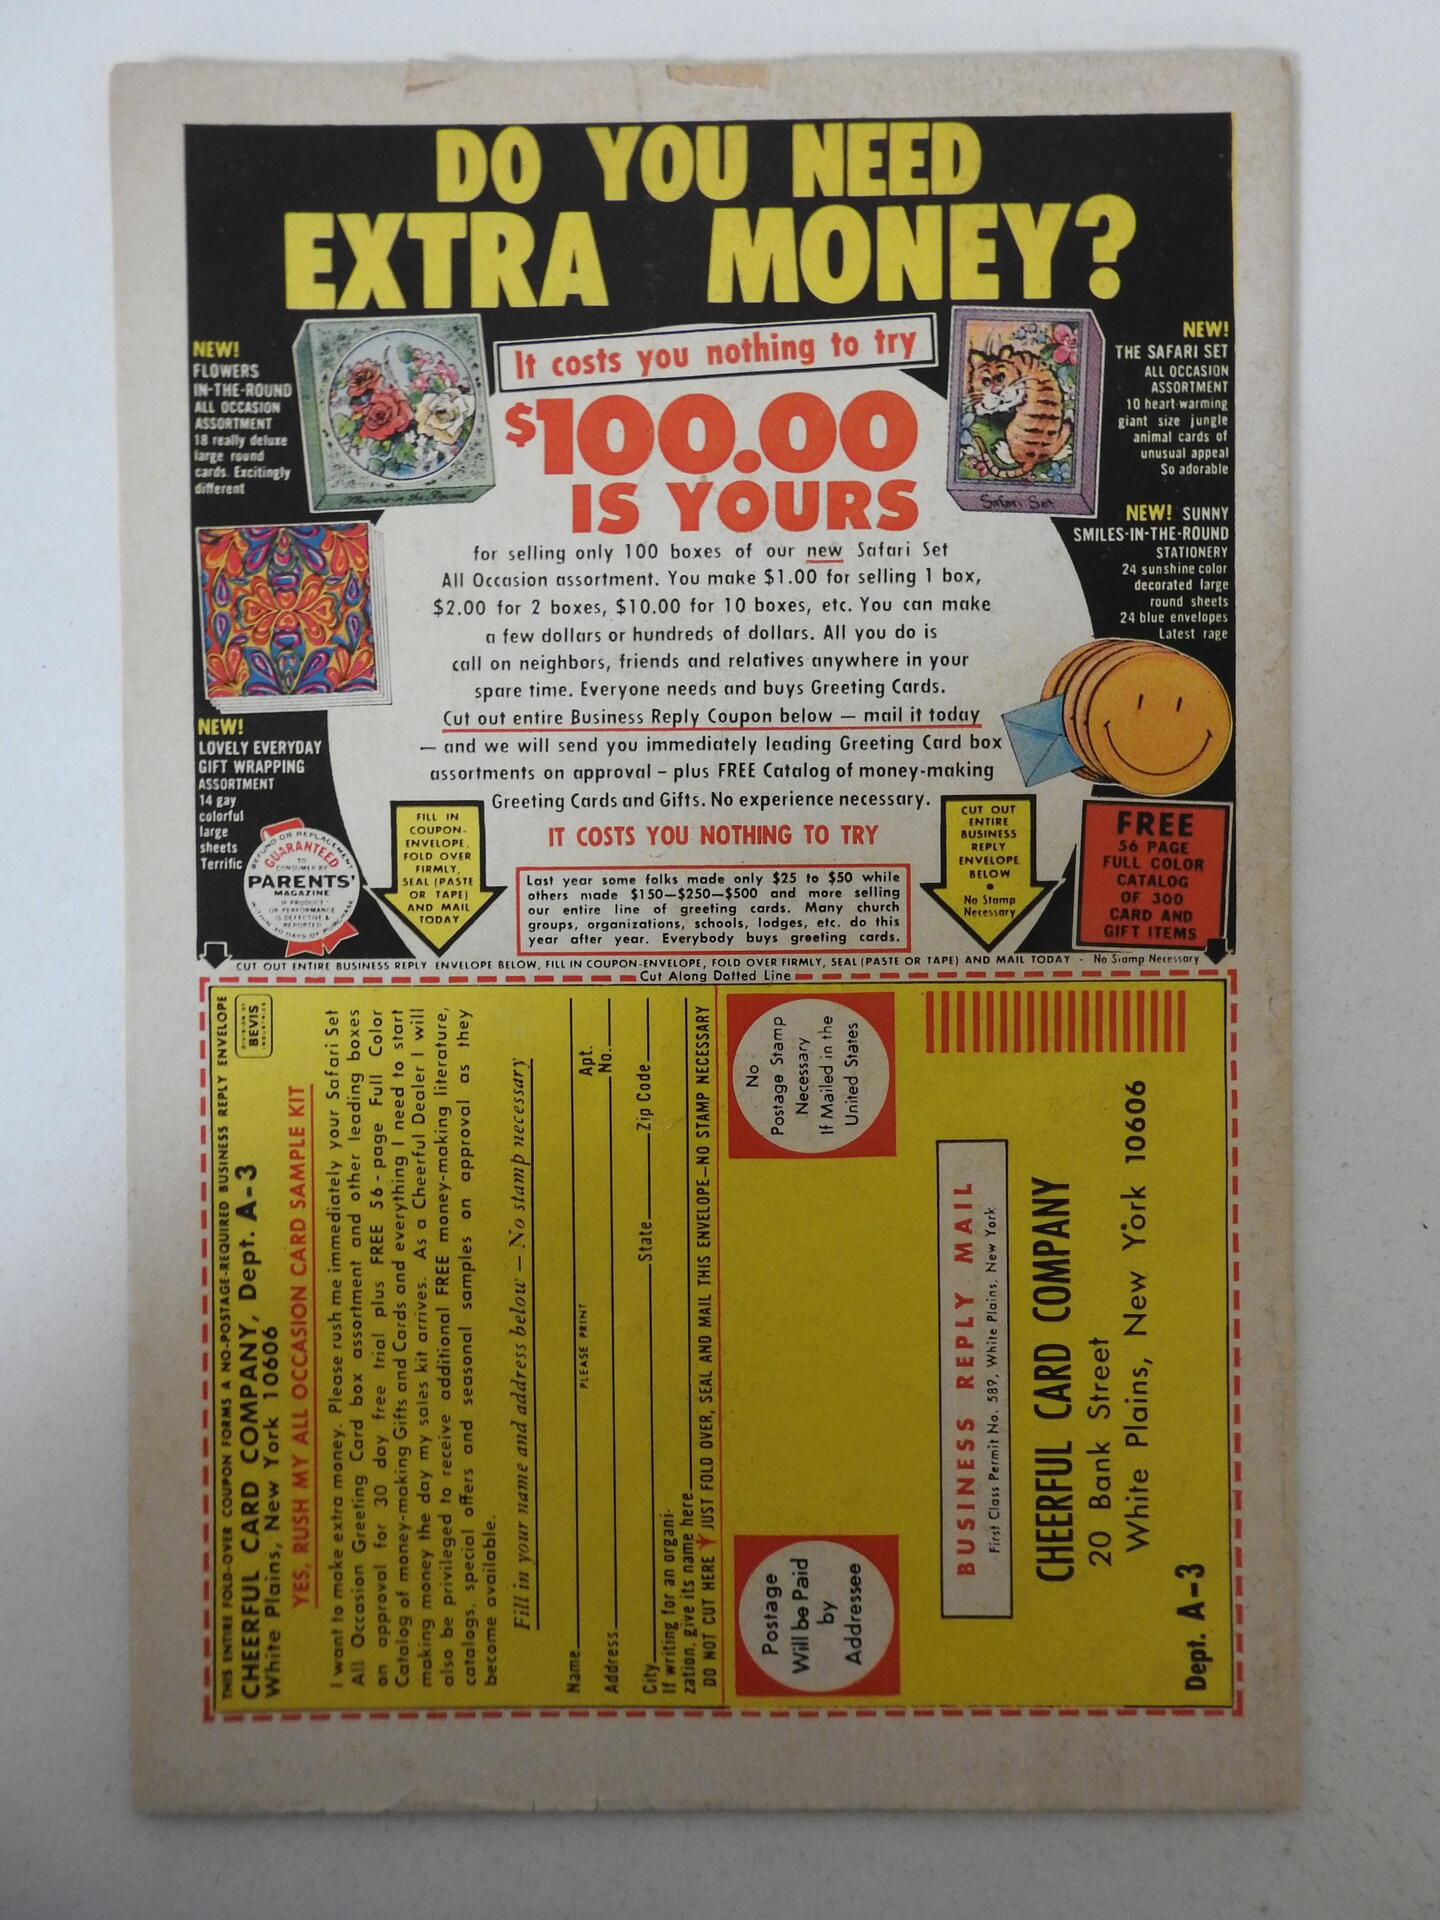 DO YOU NEED
EXTRA MONEY?
It costs you nothing to try
$100.00
IS YOURS
NEW!
FLOWERS
IN-THE-ROUND
ALL OCCASION
ASSORTMENT
18 really deluxe
large round
cards. Excitingly
different
Flowers in the Round
Safari Set
NEW!
THE SAFARI SET
ALL OCCASION
ASSORTMENT
10 heart-warming
giant size jungle
animal cards of
unusual appeal
So adorable
NEW! SUNNY
SMILES-IN-THE-ROUND
STATIONERY
24 sunshine color
decorated large
round sheets
24 blue envelopes
Latest rage
for selling only 100 boxes of our new Safari Set
All Occasion assortment. You make $1.00 for selling 1 box,
$2.00 for 2 boxes, $10.00 for 10 boxes, etc. You can make
a few dollars or hundreds of dollars. All you do is
call on neighbors, friends and relatives anywhere in your
spare time. Everyone needs and buys Greeting Cards.
Cut out entire Business Reply Coupon below — mail it today
— and we will send you immediately leading Greeting Card box
assortments on approval – plus FREE Catalog of money-making
Greeting Cards and Gifts. No experience necessary.
IT COSTS YOU NOTHING TO TRY
NEW!
LOVELY EVERYDAY
GIFT WRAPPING
ASSORTMENT
14 gay
colorful
large
sheets
Terrific
REFUND OR REPLACEMENT
GUARANTEED
TO
CONSUMER BY
PARENTS'
MAGAZINE
IF PRODUCT
OR PERFORMANCE
IS DEFECTIVE &
REPORTED
WITHIN 30 DAYS OF PURCHASE
FILL IN
COUPON-
ENVELOPE,
FOLD OVER
FIRMLY,
SEAL (PASTE
OR TAPE)
AND MAIL
TODAY
Last year some folks made only $25 to $50 while
others made $150—$250—$500 and more selling
our entire line of greeting cards. Many church
groups, organizations, schools, lodges, etc. do this
year after year. Everybody buys greeting cards.
CUT OUT
ENTIRE
BUSINESS
REPLY
ENVELOPE
BELOW
•
No Stamp
Necessary
FREE
56 PAGE
FULL COLOR
CATALOG
OF 300
CARD AND
GIFT ITEMS
CUT OUT ENTIRE BUSINESS REPLY ENVELOPE BELOW, FILL IN COUPON-ENVELOPE, FOLD OVER FIRMLY, SEAL (PASTE OR TAPE) AND MAIL TODAY - No Stamp Necessary
Cut Along Dotted Line
THIS ENTIRE FOLD-OVER COUPON FORMS A NO-POSTAGE-REQUIRED BUSINESS REPLY ENVELOPE
CHEERFUL CARD COMPANY, Dept. A-3
White Plains, New York 10606
DIVISION OF
BEVIS
INDUSTRIES
YES, RUSH MY ALL OCCASION CARD SAMPLE KIT
I want to make extra money. Please rush me immediately your Safari Set
All Occasion Greeting Card box assortment and other leading boxes
on approval for 30 day free trial plus FREE 56-page Full Color
Catalog of money-making Gifts and Cards and everything I need to start
making money the day my sales kit arrives. As a Cheerful Dealer I will
also be privileged to receive additional FREE money-making literature,
catalogs, special offers and seasonal samples on approval as they
become available.
Fill in your name and address below — No stamp necessary
Name
PLEASE PRINT
Address Apt. No.
City State Zip Code
If writing for an organi-
zation, give its name here
DO NOT CUT HERE JUST FOLD OVER, SEAL AND MAIL THIS ENVELOPE—NO STAMP NECESSARY
No
Postage Stamp
Necessary
If Mailed in the
United States
Postage
Will be Paid
by
Addressee
BUSINESS REPLY MAIL
First Class Permit No. 589, White Plains, New York
CHEERFUL CARD COMPANY
20 Bank Street
White Plains, New York 10606
Dept. A-3